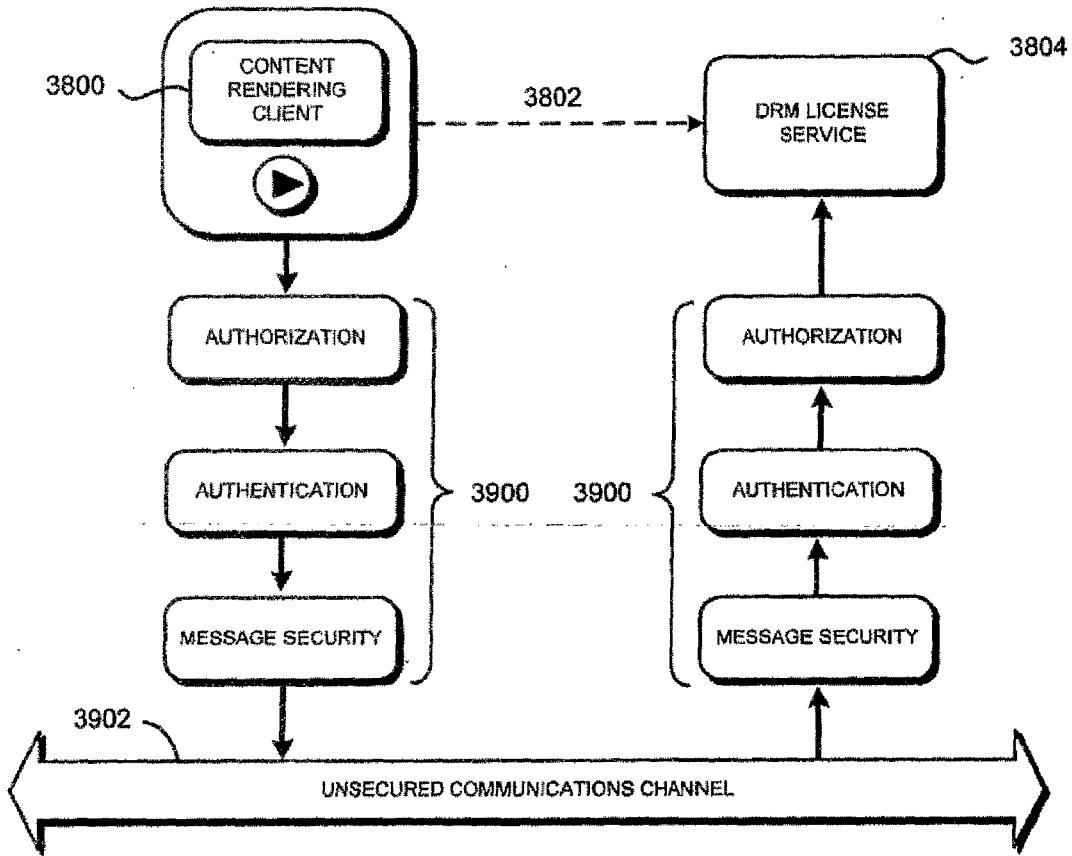 3800
CONTENT
RENDERING
CLIENT
3802
3804
DRM LICENSE
SERVICE
AUTHORIZATION
AUTHORIZATION
AUTHENTICATION
3900
3900
AUTHENTICATION
MESSAGE SECURITY
MESSAGE SECURITY
3902
UNSECURED COMMUNICATIONS CHANNEL